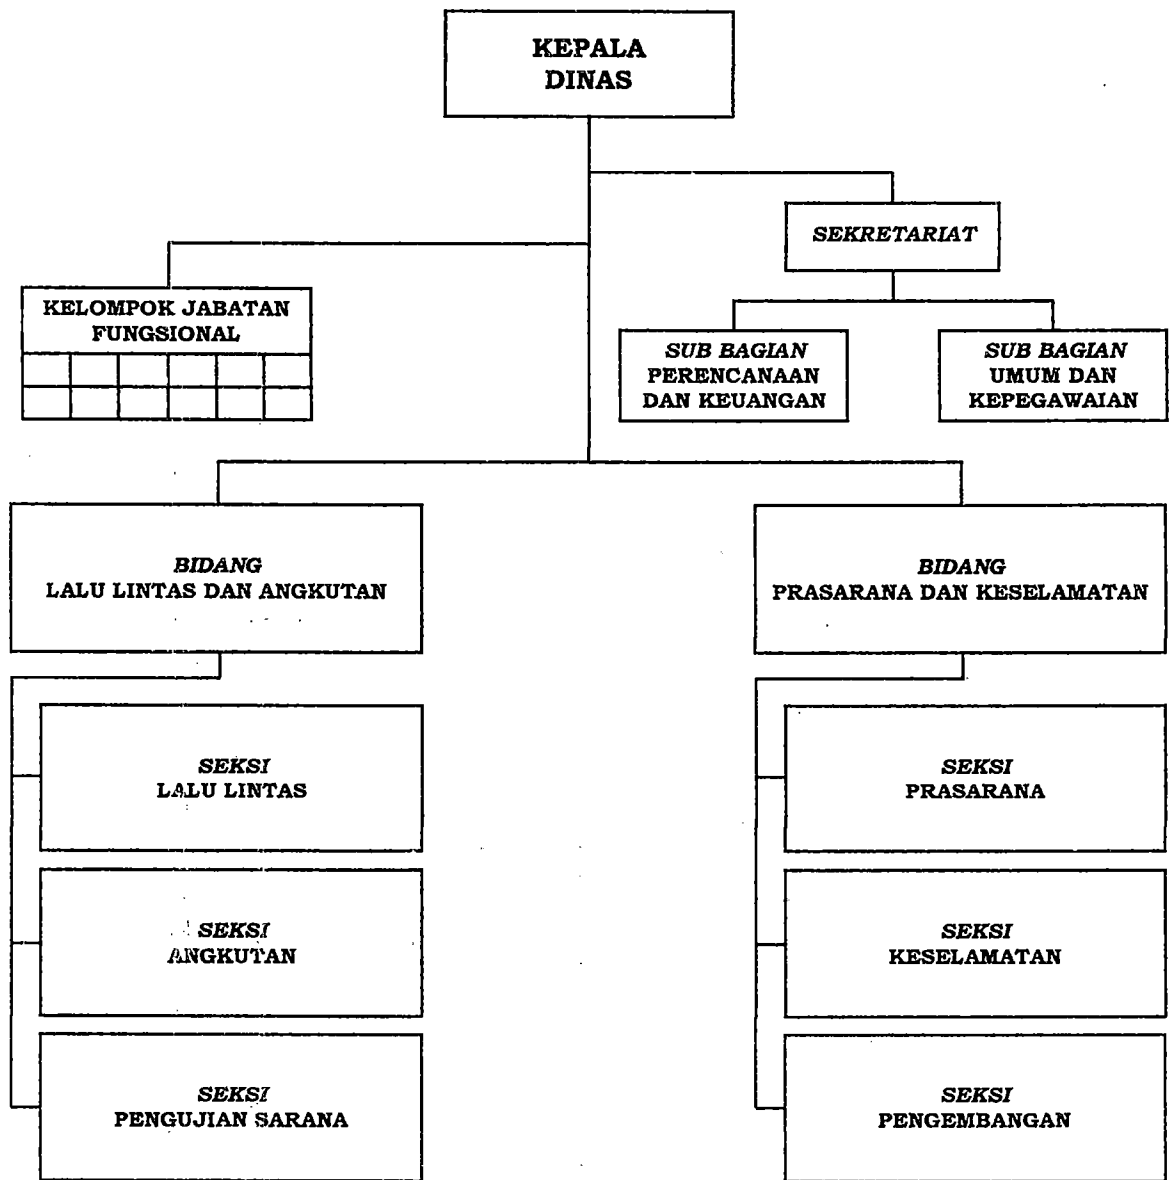 KEPALA
DINAS
SEKRETARIAT
KELOMPOK JABATAN
FUNGSIONAL
SUB BAGIAN
PERENCANAAN
DAN KEUANGAN
SUB BAGIAN
UMUM DAN
KEPEGAWAIAN
BIDANG
LALU LINTAS DAN ANGKUTAN
BIDANG
PRASARANA DAN KESELAMATAN
SEKSI
LALU LINTAS
SEKSI
PRASARANA
SEKSI
ANGKUTAN
SEKSI
KESELAMATAN
SEKSI
PENGUJIAN SARANA
SEKSI
PENGEMBANGAN